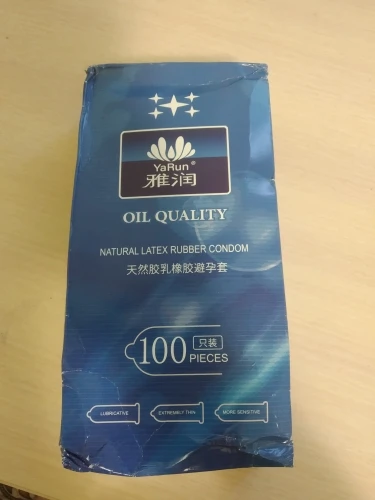 YaRun®
雅润
OIL QUALITY
NATURAL LATEX RUBBER CONDOM
天然胶乳橡胶避孕套
100 只装
PIECES
LUBRICATIVE EXTREMELY THIN MORE SENSITIVE